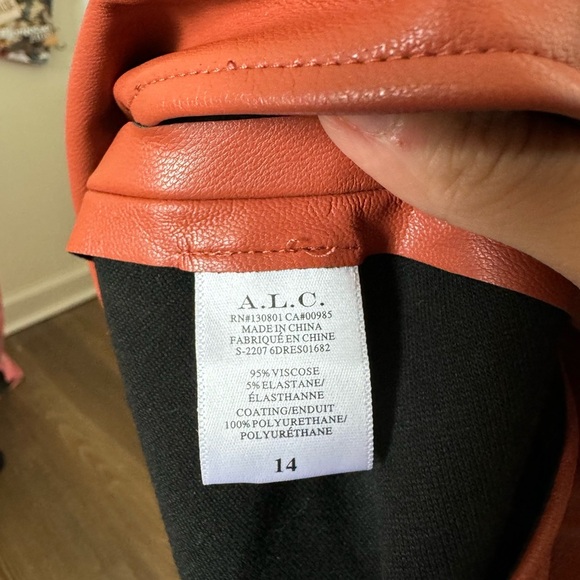 A.L.C.
RN#130801 CA#00985
MADE IN CHINA
FABRIQUÉ EN CHINE
S-2207 6DRES01682
95% VISCOSE
5% ELASTANE/
ÉLASTHANNE
COATING/ENDUIT
100% POLYURETHANE/
POLYURÉTHANE
14